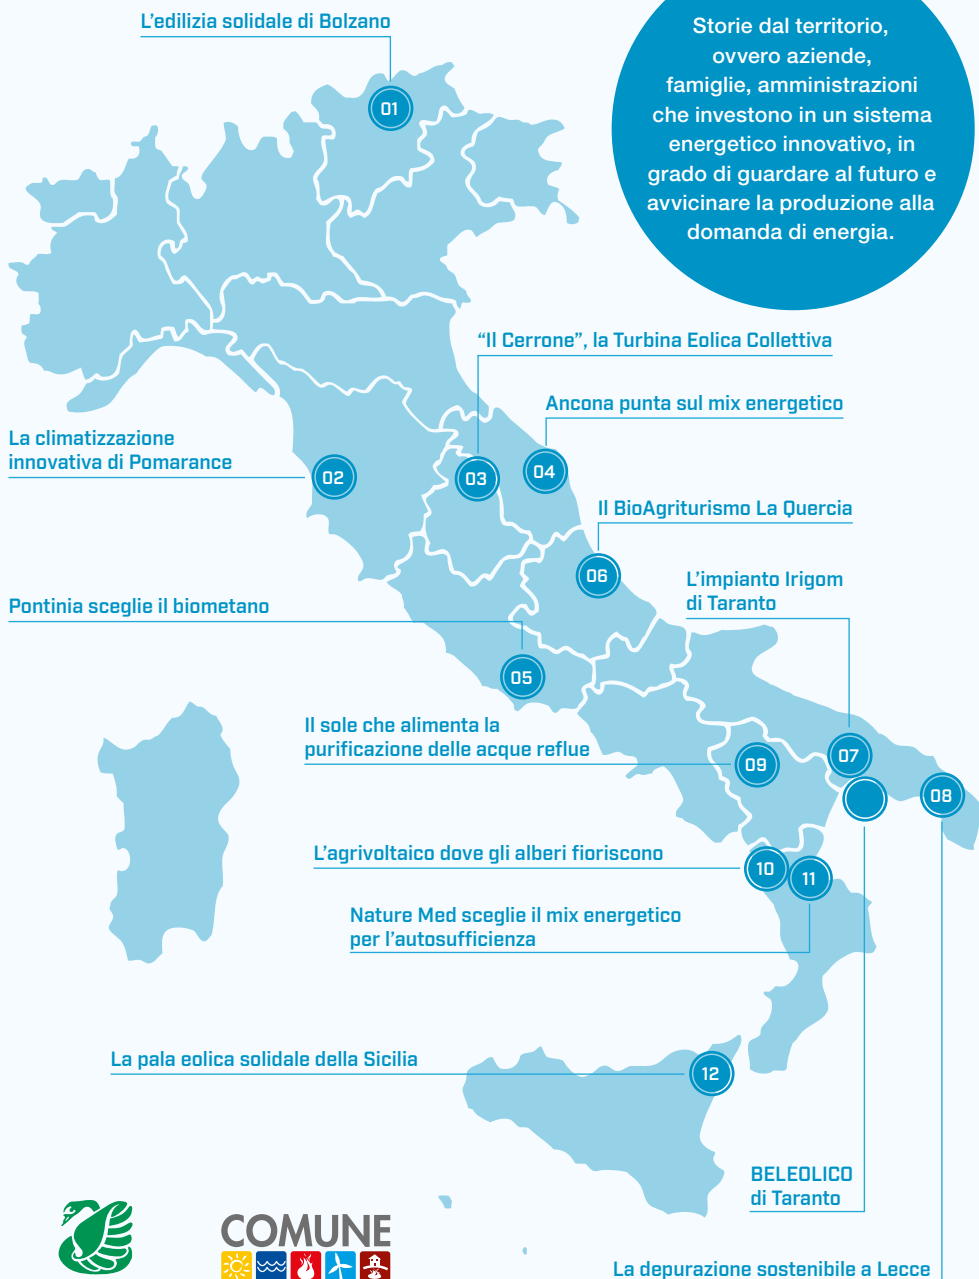 L'edilizia solidale di Bolzano
01
Storie dal territorio,
ovvero aziende,
famiglie, amministrazioni
che investono in un sistema
energetico innovativo, in
grado di guardare al futuro e
avvicinare la produzione alla
domanda di energia.
"Il Cerrone", la Turbina Eolica Collettiva
Ancona punta sul mix energetico
La climatizzazione
innovativa di Pomarance
02
03
04
Il BioAgriturismo La Quercia
06
L'impianto Irigom
di Taranto
Pontinia sceglie il biometano
05
Il sole che alimenta la
purificazione delle acque reflue
09
07
08
L'agrivoltaico dove gli alberi fioriscono
10
11
Nature Med sceglie il mix energetico
per l'autosufficienza
La pala eolica solidale della Sicilia
12
BELEOLICO
di Taranto
COMUNE
La depurazione sostenibile a Lecce